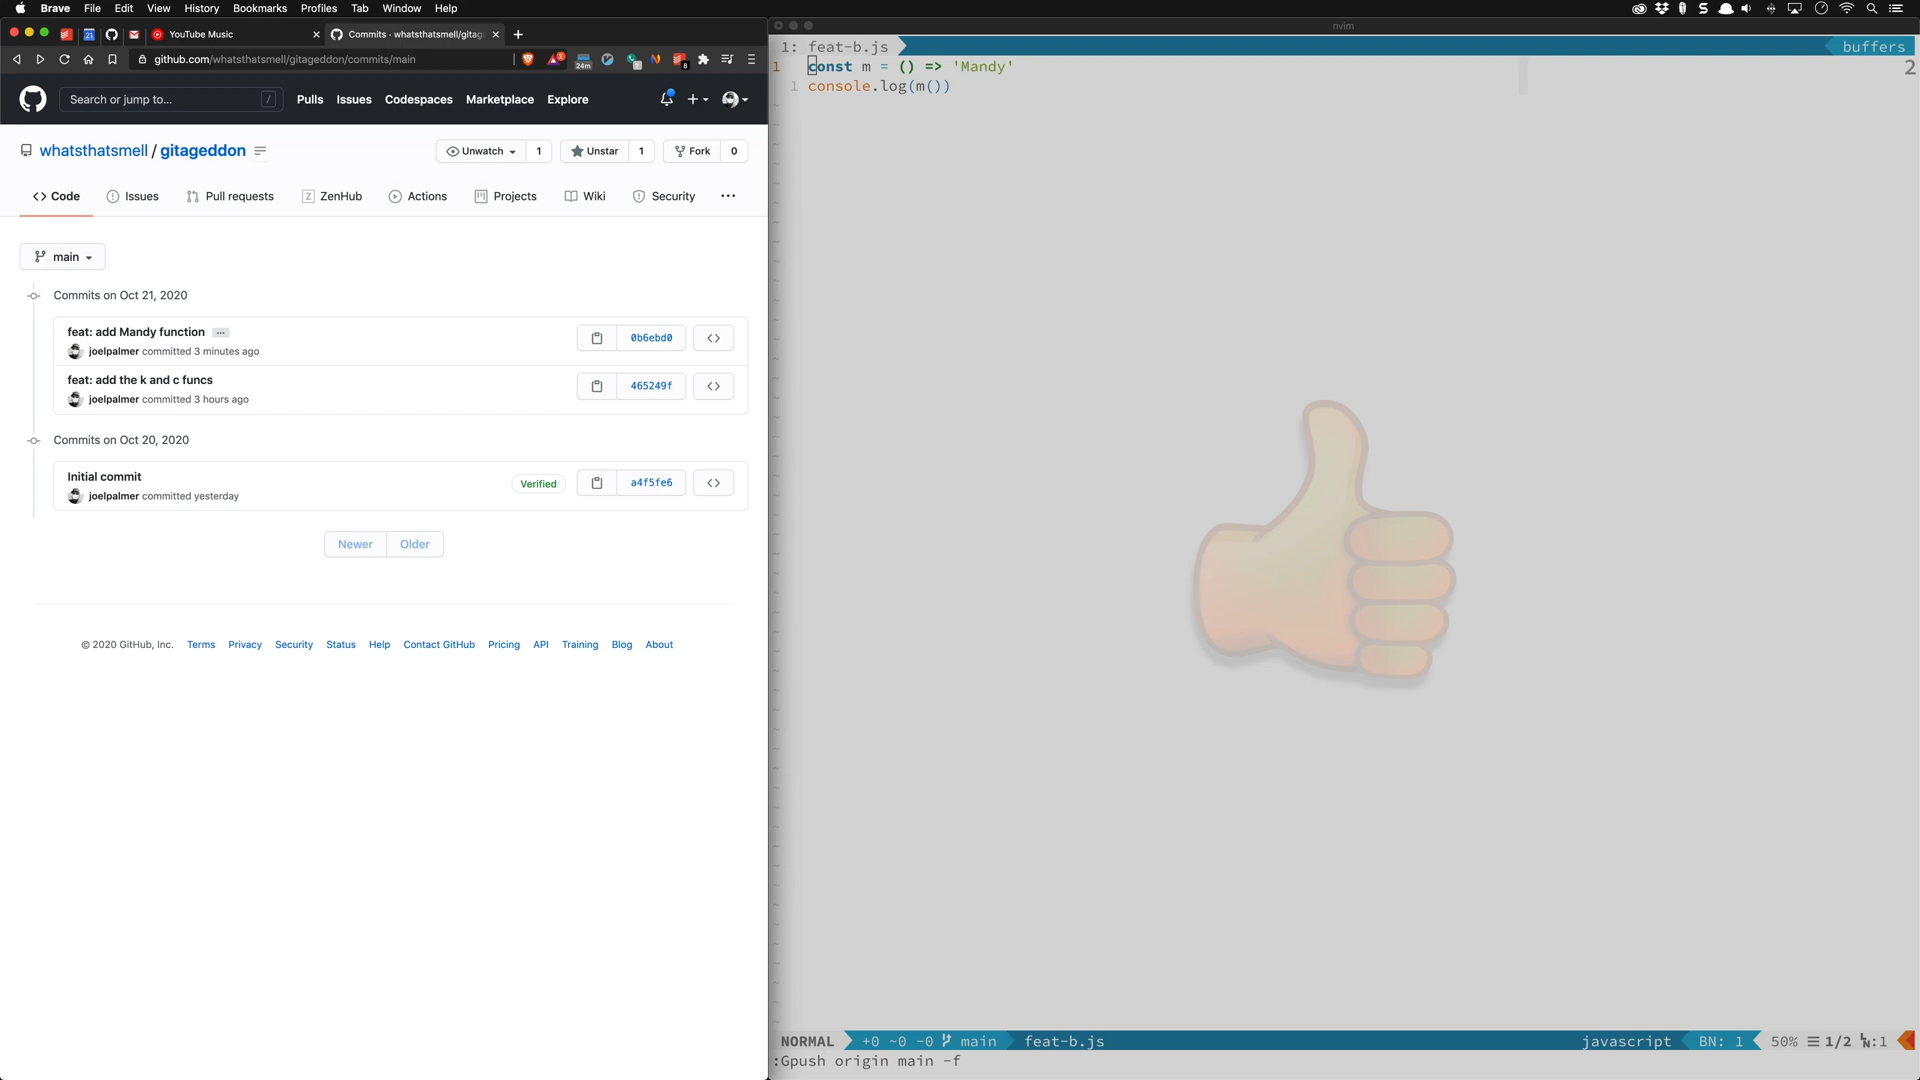 Brave File Edit View History Bookmarks Profiles Tab Window Help
YouTube Music
Commits · whatsthatsmell/gitag
github.com/whatsthatsmell/gitageddon/commits/main
24m
8
Search or jump to... /
Pulls Issues Codespaces Marketplace Explore
whatsthatsmell / gitageddon
Unwatch 1 Unstar 1 Fork 0
Code Issues Pull requests ZenHub Actions Projects Wiki Security ...
main
Commits on Oct 21, 2020
feat: add Mandy function ...
joelpalmer committed 3 minutes ago
0b6ebd0
feat: add the k and c funcs
joelpalmer committed 3 hours ago
465249f
Commits on Oct 20, 2020
Initial commit
joelpalmer committed yesterday
Verified
a4f5fe6
Newer Older
© 2020 GitHub, Inc. Terms Privacy Security Status Help Contact GitHub Pricing API Training Blog About
nvim
1: feat-b.js buffers
1 const m = () => 'Mandy' 2
1 console.log(m())
NORMAL +0 ~0 -0 main feat-b.js javascript BN: 1 50% 1/2 :1
:Gpush origin main -f